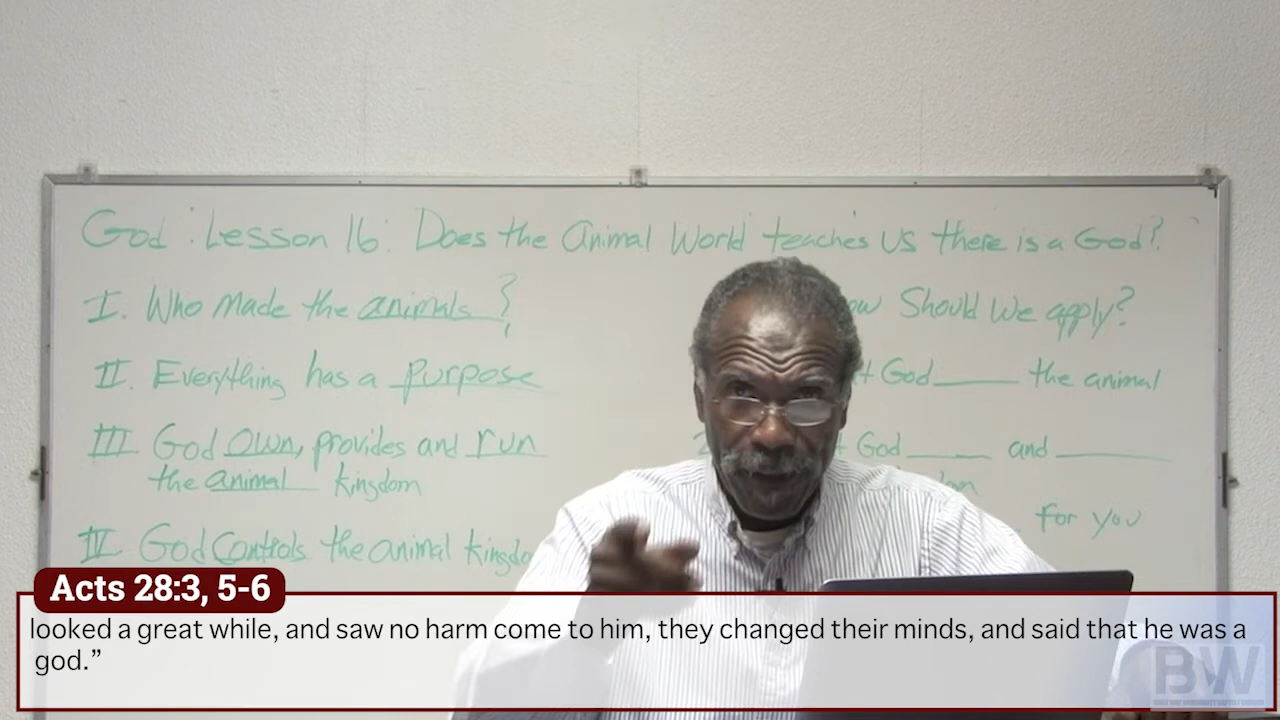 God: Lesson 16: Does the Animal World teaches us there is a God?
I. Who Made the animals?
II. Everything has a purpose
III God own, provides and run
the animal kingdom
IV. God Controls the animal kingdo
Should We apply?
God ____ the animal
God ____ and ____
for you
Acts 28:3, 5-6
looked a great while, and saw no harm come to him, they changed their minds, and said that he was a
god.”
BW